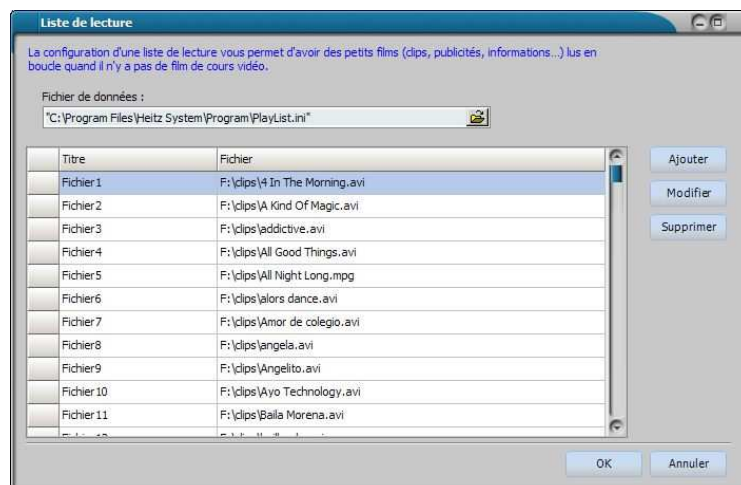 Liste de lecture
La configuration d'une liste de lecture vous permet d'avoir des petits films (clips, publicités, informations...) lus en
boucle quand il n'y a pas de film de cours vidéo.
Fichier de données :
"C:\Program Files\Heitz System\Program\PlayList.ini"
Titre Fichier
Fichier1 F:\clips\4 In The Morning.avi
Fichier2 F:\clips\A Kind Of Magic.avi
Fichier3 F:\clips\addictive.avi
Fichier4 F:\clips\All Good Things.avi
Fichier5 F:\clips\All Night Long.mpg
Fichier6 F:\clips\alors dance.avi
Fichier7 F:\clips\Amor de colegio.avi
Fichier8 F:\clips\angela.avi
Fichier9 F:\clips\Angelito.avi
Fichier10 F:\clips\Ayo Technology.avi
Fichier11 F:\clips\Baila Morena.avi
Ajouter
Modifier
Supprimer
OK Annuler